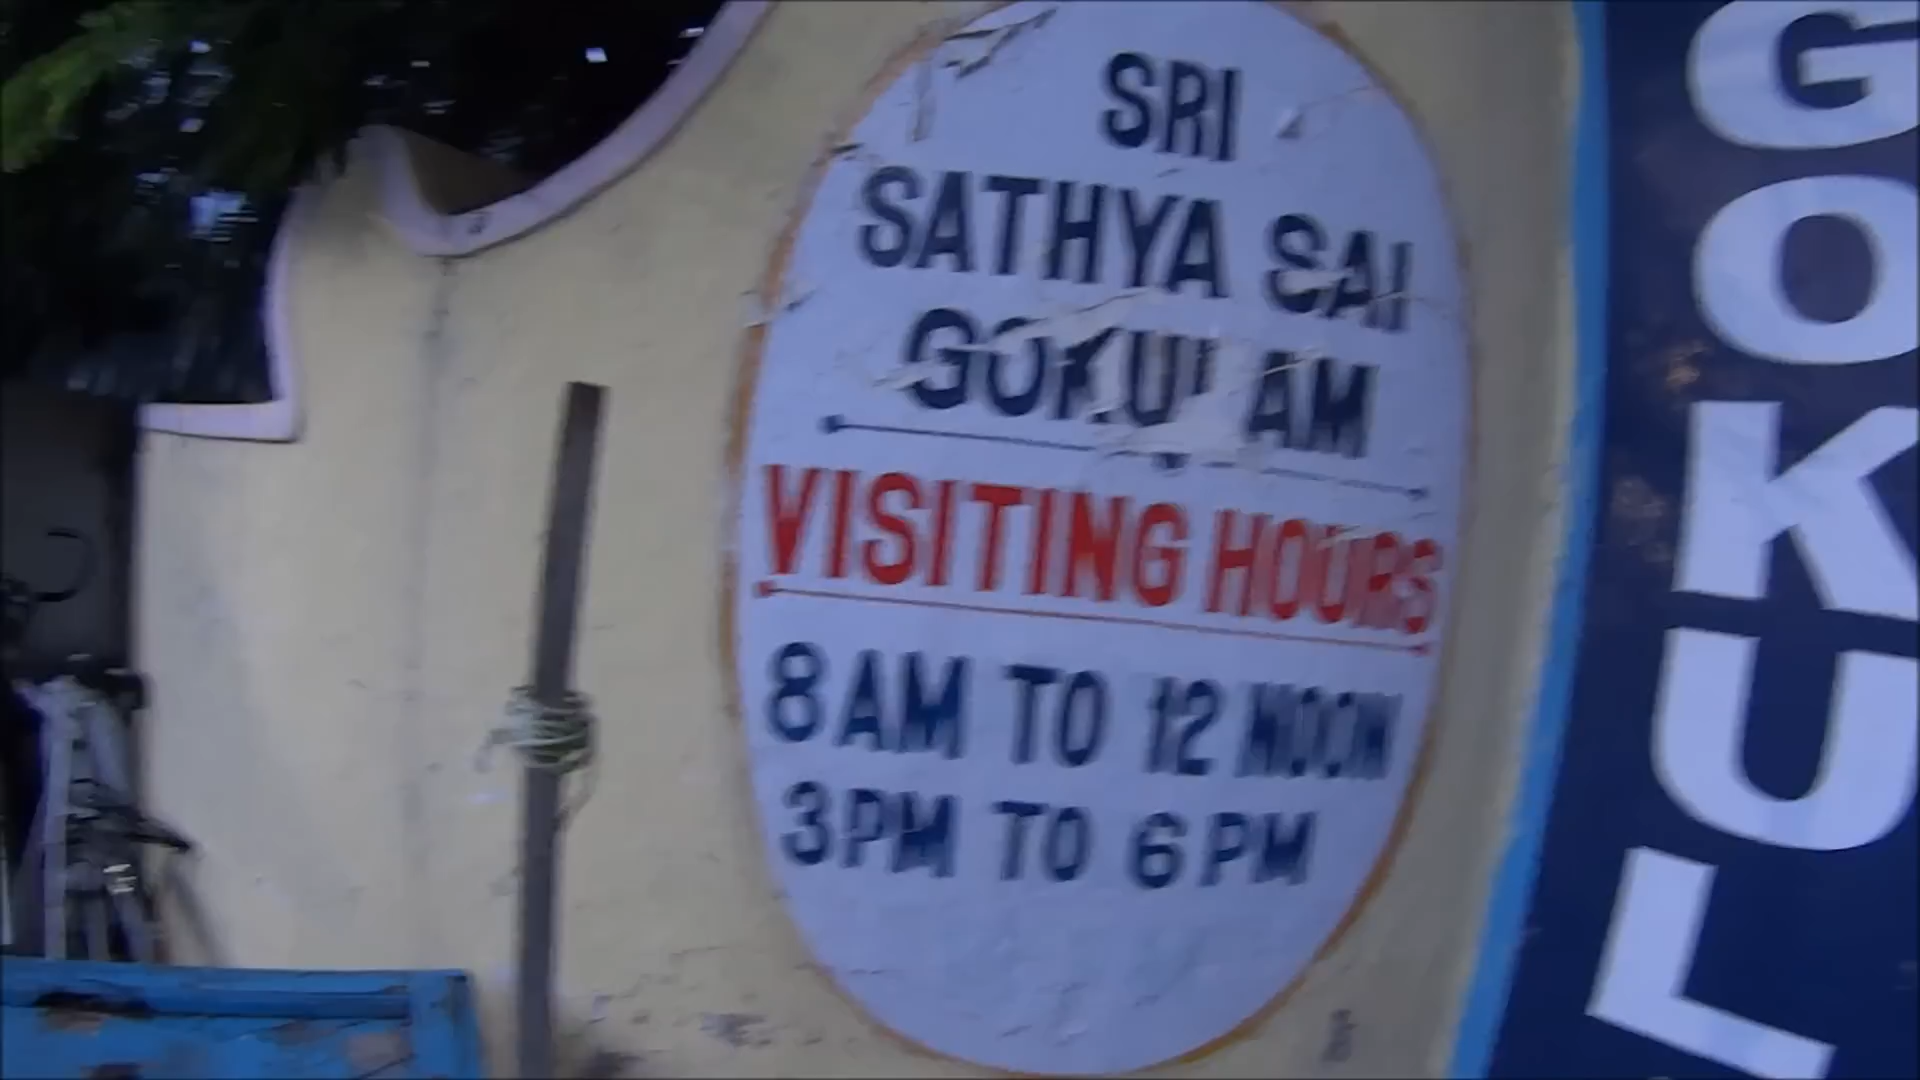 SRI
SATHYA SAI
GOKULAM
VISITING HOURS
8 AM TO 12 NOON
3 PM TO 6 PM
GOKUL